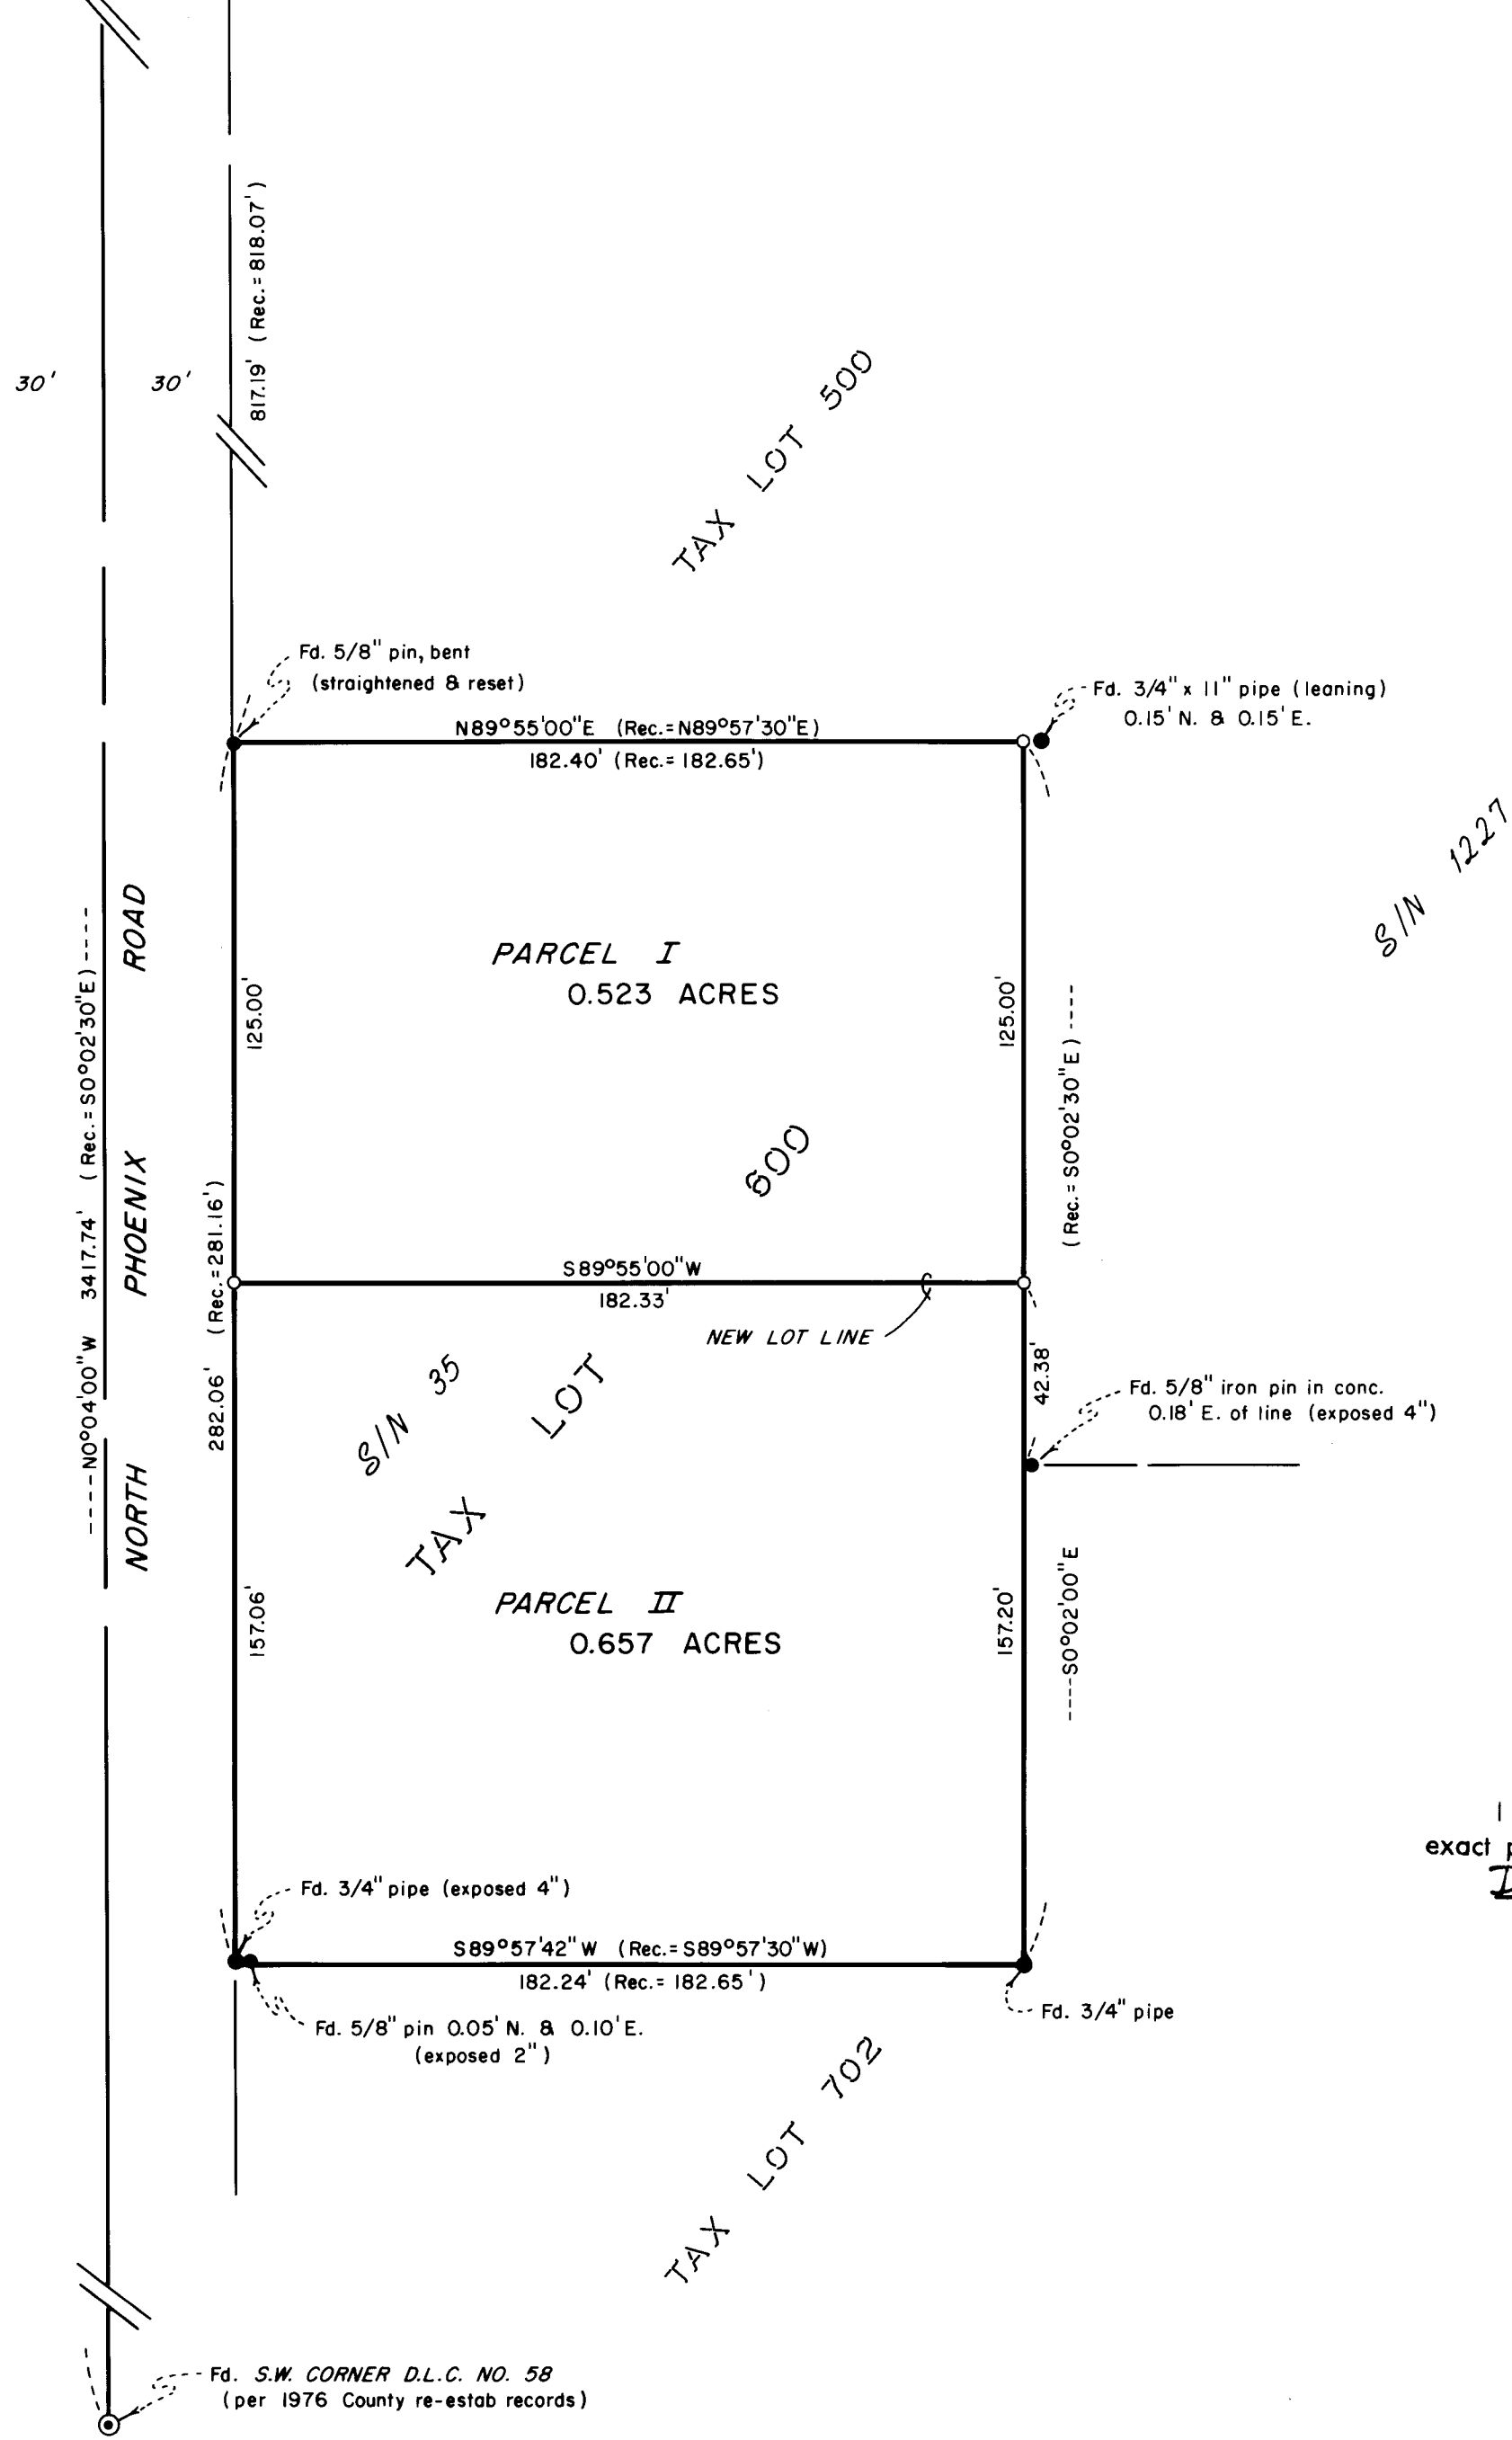 817.19' (Rec.= 818.07')
30'
30'
TAX LOT 500
Fd. 5/8" pin, bent
(straightened & reset)
Fd. 3/4" x 11" pipe (leaning)
0.15' N. & 0.15' E.
N89°55'00"E (Rec.=N89°57'30"E)
182.40' (Rec.= 182.65')
S/N 1227
PARCEL I
0.523 ACRES
125.00'
125.00'
----N0°04'00"W 3417.74' (Rec.= S0°02'30"E)----
NORTH PHOENIX ROAD
282.06' (Rec.= 281.16')
----S0°02'00"E
(Rec.= S0°02'30"E)----
S89°55'00"W
182.33'
NEW LOT LINE
S/N 35
TAX LOT 600
42.38'
Fd. 5/8" iron pin in conc.
0.18' E. of line (exposed 4")
PARCEL II
0.657 ACRES
157.06'
157.20'
exact
Fd. 3/4" pipe (exposed 4")
S89°57'42"W (Rec.= S89°57'30"W)
182.24' (Rec.= 182.65')
Fd. 5/8" pin 0.05' N. & 0.10' E.
(exposed 2")
Fd. 3/4" pipe
TAX LOT 702
Fd. S.W. CORNER D.L.C. NO. 58
(per 1976 County re-estab records)